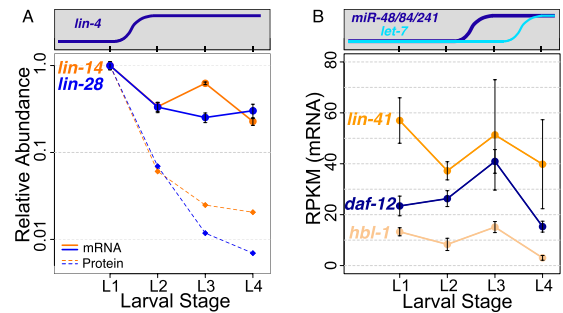 A
lin-4
lin-14
lin-28
Relative Abundance
1.0
0.1
0.01
mRNA
Protein
L1 L2 L3 L4
Larval Stage
B
miR-48/84/241
let-7
RPKM (mRNA)
80
60
40
20
0
lin-41
daf-12
hbl-1
L1 L2 L3 L4
Larval Stage